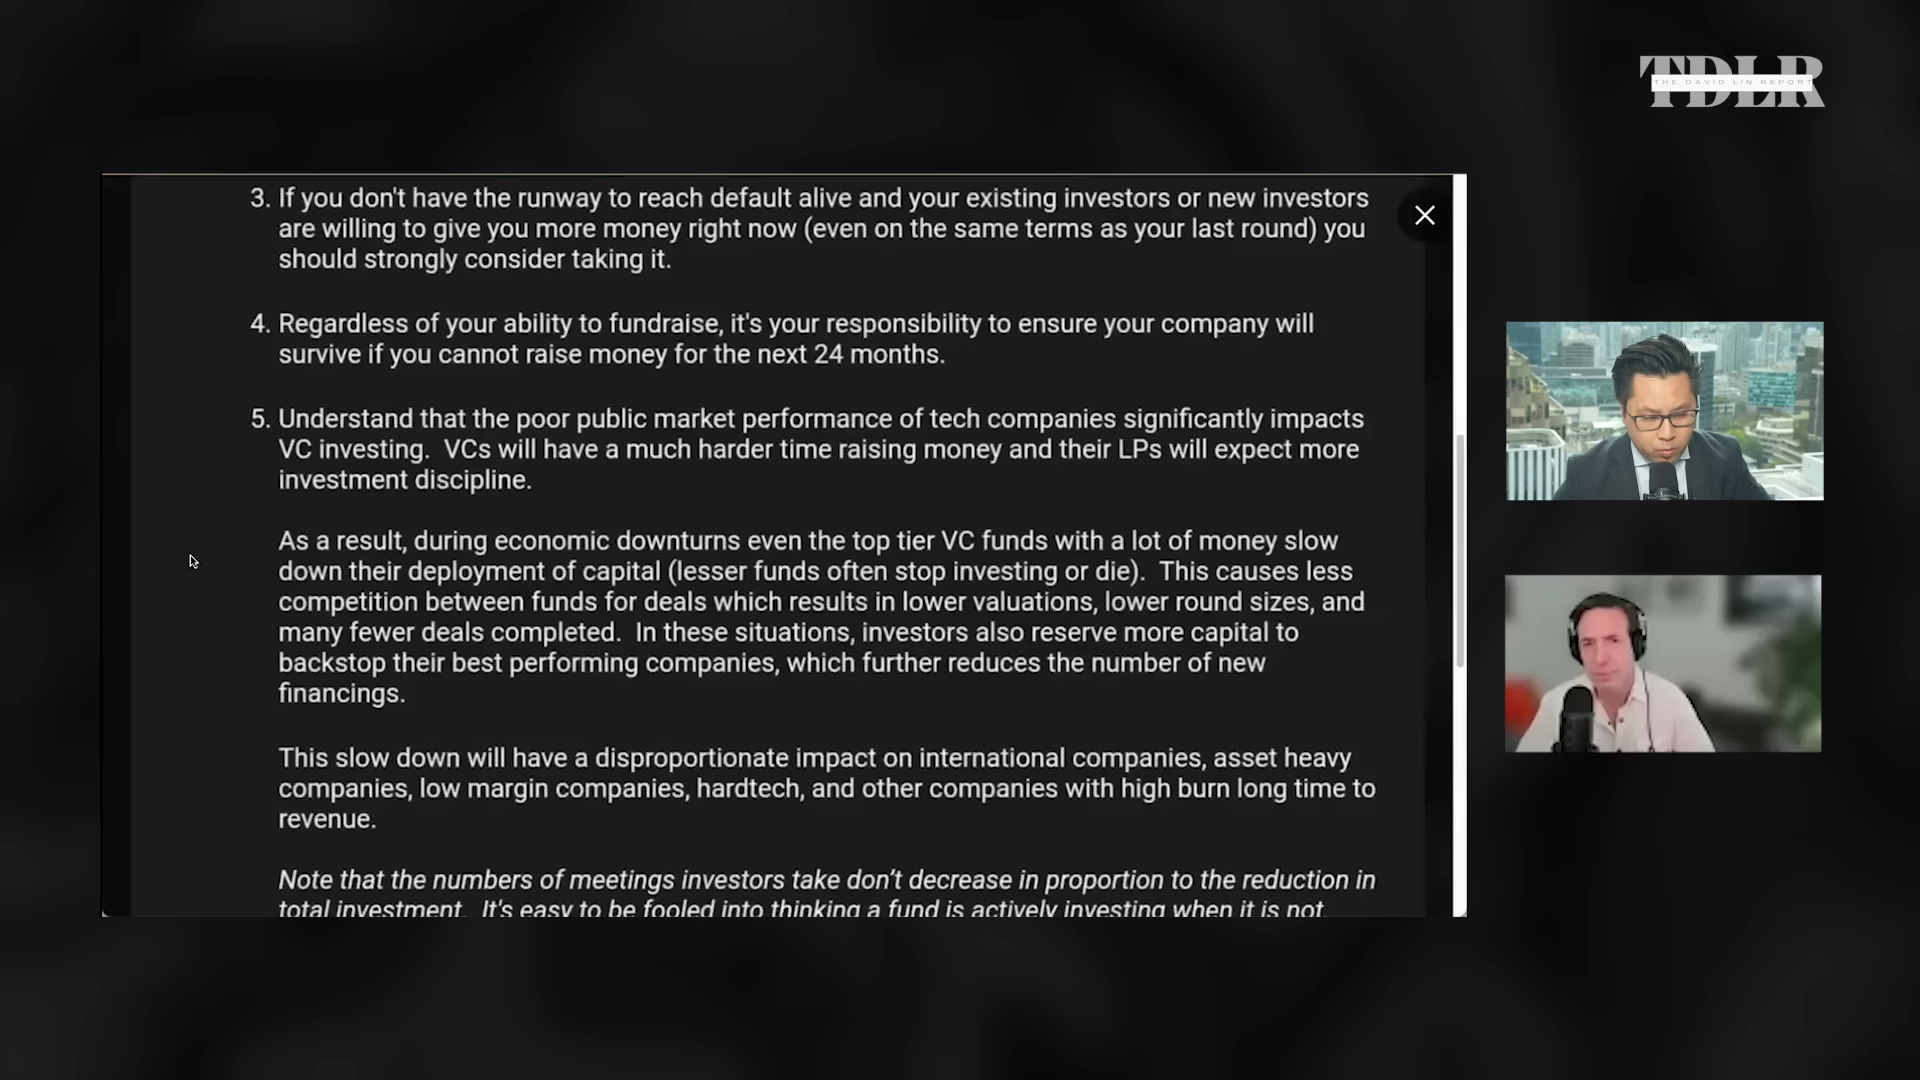 TDLR
THE DAVID LIN REPORT
3. If you don't have the runway to reach default alive and your existing investors or new investors
are willing to give you more money right now (even on the same terms as your last round) you
should strongly consider taking it.
4. Regardless of your ability to fundraise, it's your responsibility to ensure your company will
survive if you cannot raise money for the next 24 months.
5. Understand that the poor public market performance of tech companies significantly impacts
VC investing.  VCs will have a much harder time raising money and their LPs will expect more
investment discipline.
As a result, during economic downturns even the top tier VC funds with a lot of money slow
down their deployment of capital (lesser funds often stop investing or die).  This causes less
competition between funds for deals which results in lower valuations, lower round sizes, and
many fewer deals completed.  In these situations, investors also reserve more capital to
backstop their best performing companies, which further reduces the number of new
financings.
This slow down will have a disproportionate impact on international companies, asset heavy
companies, low margin companies, hardtech, and other companies with high burn long time to
revenue.
Note that the numbers of meetings investors take don’t decrease in proportion to the reduction in
total investment.  It's easy to be fooled into thinking a fund is actively investing when it is not.